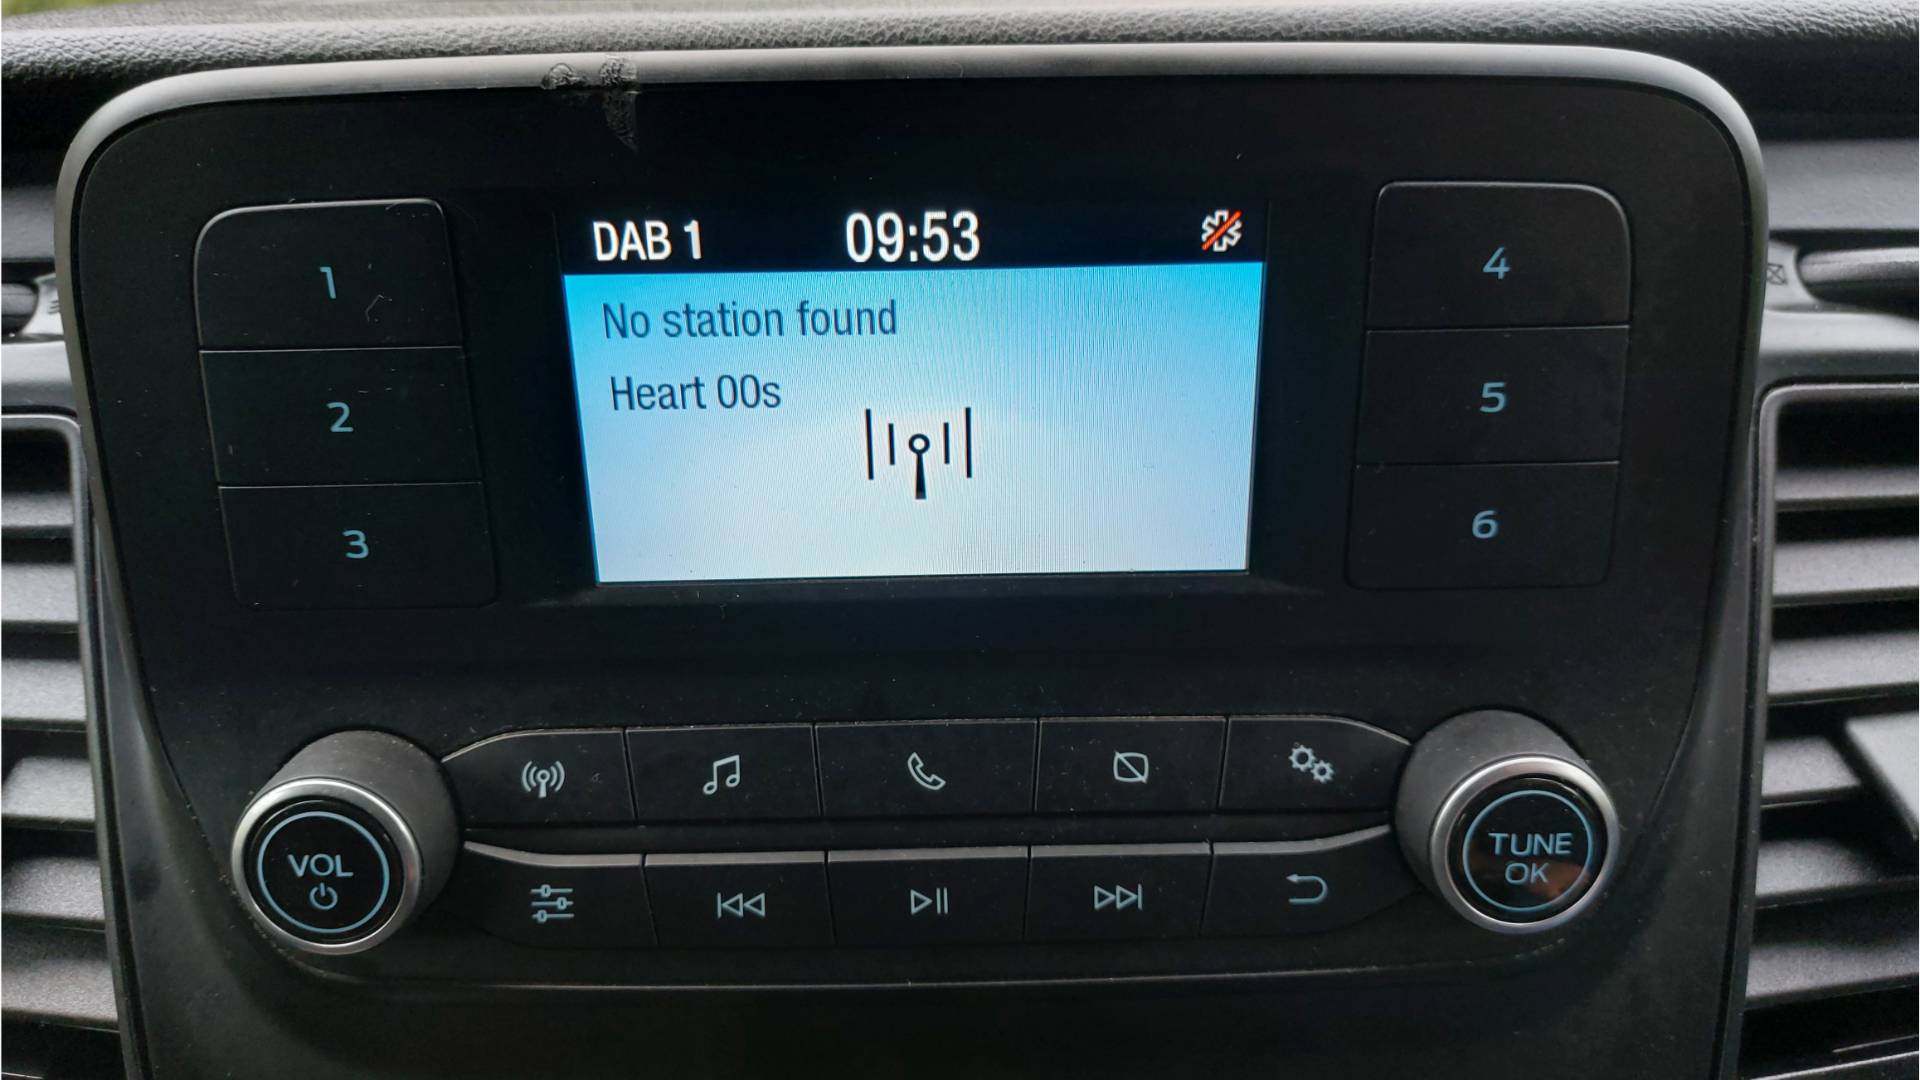 DAB 1 09:53
No station found
Heart 00s
1
2
3
4
5
6
VOL
TUNE
OK